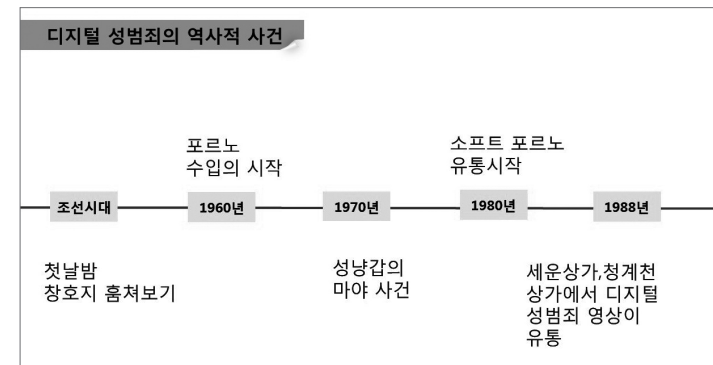 디지털 성범죄의 역사적 사건
포르노
수입의 시작
소프트 포르노
유통시작
조선시대
1960년
1970년
1980년
1988년
첫날밤
창호지 훔쳐보기
성냥갑의
마야 사건
세운상가,청계천
상가에서 디지털
성범죄 영상이
유통